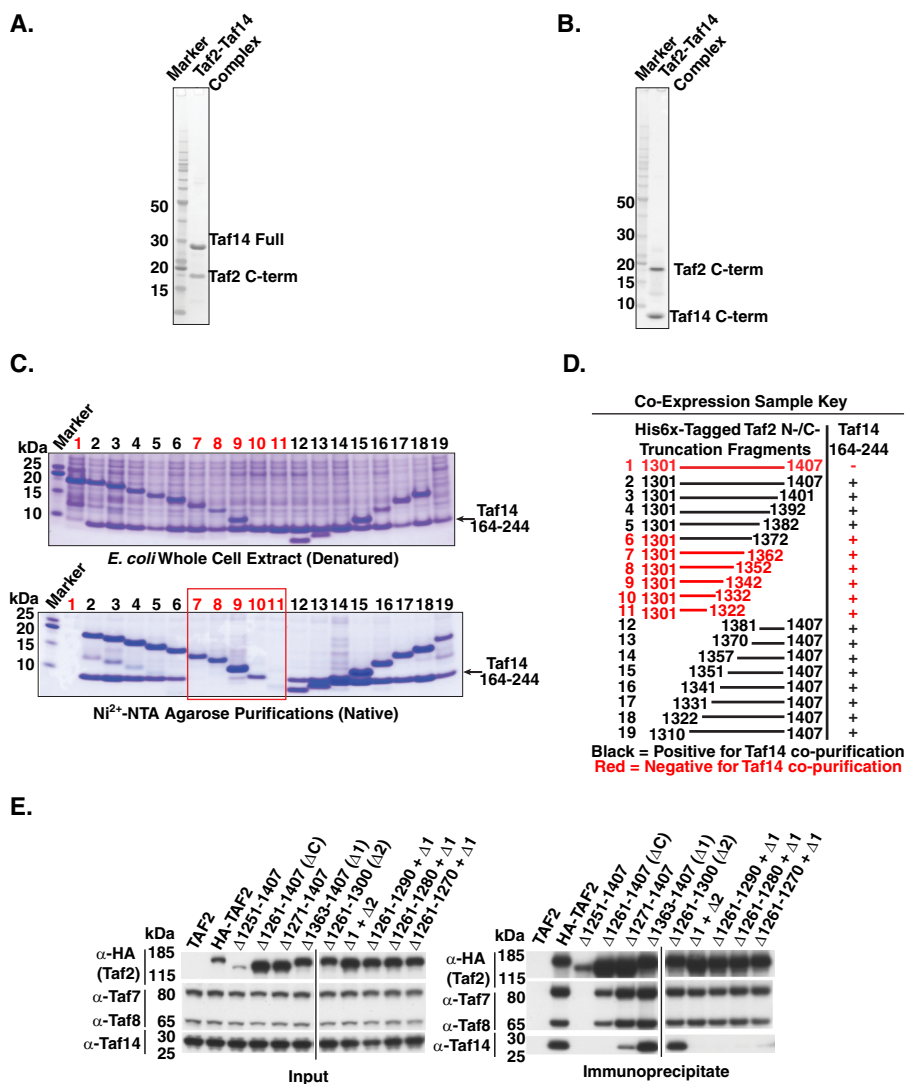 A.
Marker
Taf2-Taf14
Complex
50
30
20
15
Taf14 Full
Taf2 C-term
B.
Marker
Taf2-Taf14
Complex
50
30
20
15
10
Taf2 C-term
Taf14 C-term
C.
Marker
kDa
1 2 3 4 5 6 7 8 9 10 11 12 13 14 15 16 17 18 19
25
20
15
10
Taf14
164-244
E. coli Whole Cell Extract (Denatured)
Marker
kDa
1 2 3 4 5 6 7 8 9 10 11 12 13 14 15 16 17 18 19
25
20
15
10
Taf14
164-244
Ni2+-NTA Agarose Purifications (Native)
D.
Co-Expression Sample Key
His6x-Tagged Taf2 N-/C- Taf14
Truncation Fragments 164-244
1 1301 1407 -
2 1301 1407 +
3 1301 1401 +
4 1301 1392 +
5 1301 1382 +
6 1301 1372 +
7 1301 1362 +
8 1301 1352 +
9 1301 1342 +
10 1301 1332 +
11 1301 1322 +
12 1381 1407 +
13 1370 1407 +
14 1357 1407 +
15 1351 1407 +
16 1341 1407 +
17 1331 1407 +
18 1322 1407 +
19 1310 1407 +
Black = Positive for Taf14 co-purification
Red = Negative for Taf14 co-purification
E.
TAF2
HA-TAF2
Δ1251-1407
Δ1261-1407 (ΔC)
Δ1271-1407
Δ1363-1407 (Δ1)
Δ1261-1300 (Δ2)
Δ1 + Δ2
Δ1261-1290 + Δ1
Δ1261-1280 + Δ1
Δ1261-1270 + Δ1
kDa
α-HA 185
(Taf2) 115
α-Taf7 80
α-Taf8 65
α-Taf14 30
25
Input
TAF2
HA-TAF2
Δ1251-1407
Δ1261-1407 (ΔC)
Δ1271-1407
Δ1363-1407 (Δ1)
Δ1261-1300 (Δ2)
Δ1 + Δ2
Δ1261-1290 + Δ1
Δ1261-1280 + Δ1
Δ1261-1270 + Δ1
kDa
α-HA 185
(Taf2) 115
α-Taf7 80
α-Taf8 65
α-Taf14 30
25
Immunoprecipitate